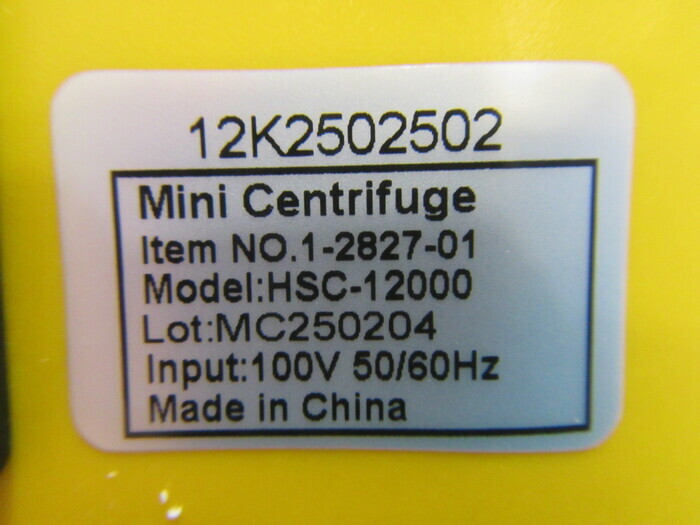 12K2502502
Mini Centrifuge
Item NO.1-2827-01
Model:HSC-12000
Lot:MC250204
Input:100V 50/60Hz
Made in China